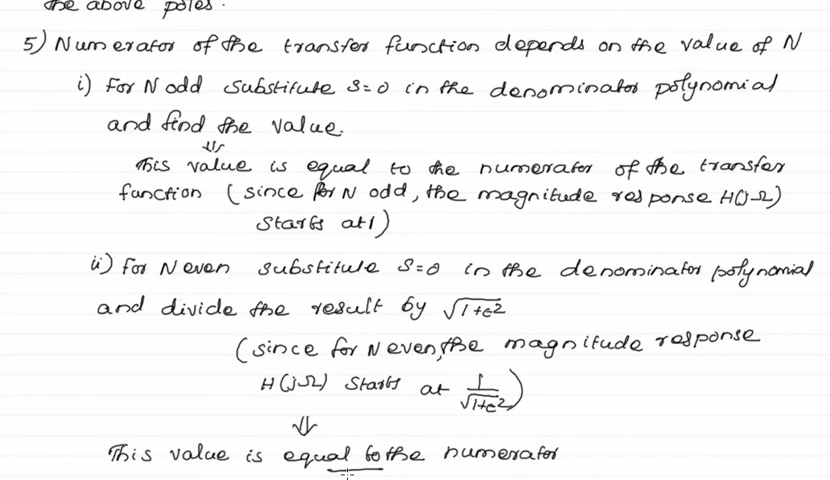 the above poles.
5) Numerator of the transfer function depends on the value of N
i) For N odd substitute S=0 in the denominator polynomial
and find the value.
⇓
This value is equal to the numerator of the transfer
function (since for N odd, the magnitude response H(jΩ)
starts at 1)
ii) For N even substitute S=0 in the denominator polynomial
and divide the result by √1+ε²
(since for N even, the magnitude response
H(jΩ) starts at 1/√1+ε²)
⇓
This value is equal to the numerator